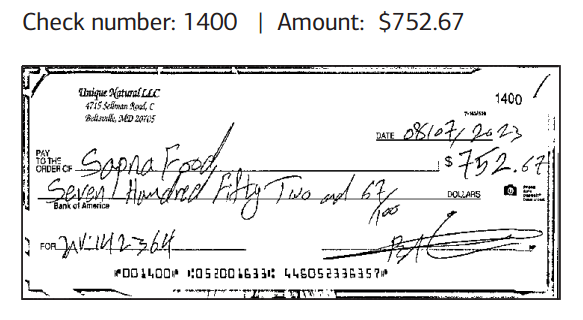 Check number: 1400 | Amount: $752.67
Unique Natural LLC
4715 Sellman Road, C
Beltsville, MD 20705
1400
DATE 08/07/2023
PAY
TO THE
ORDER OF Sapna Food
$ 752.67
Seven Hundred Fifty Two and 67/100 DOLLARS
Bank of America
FOR INV:142364
⑈001400⑈ ⑆052001633⑆ 446052336357⑈